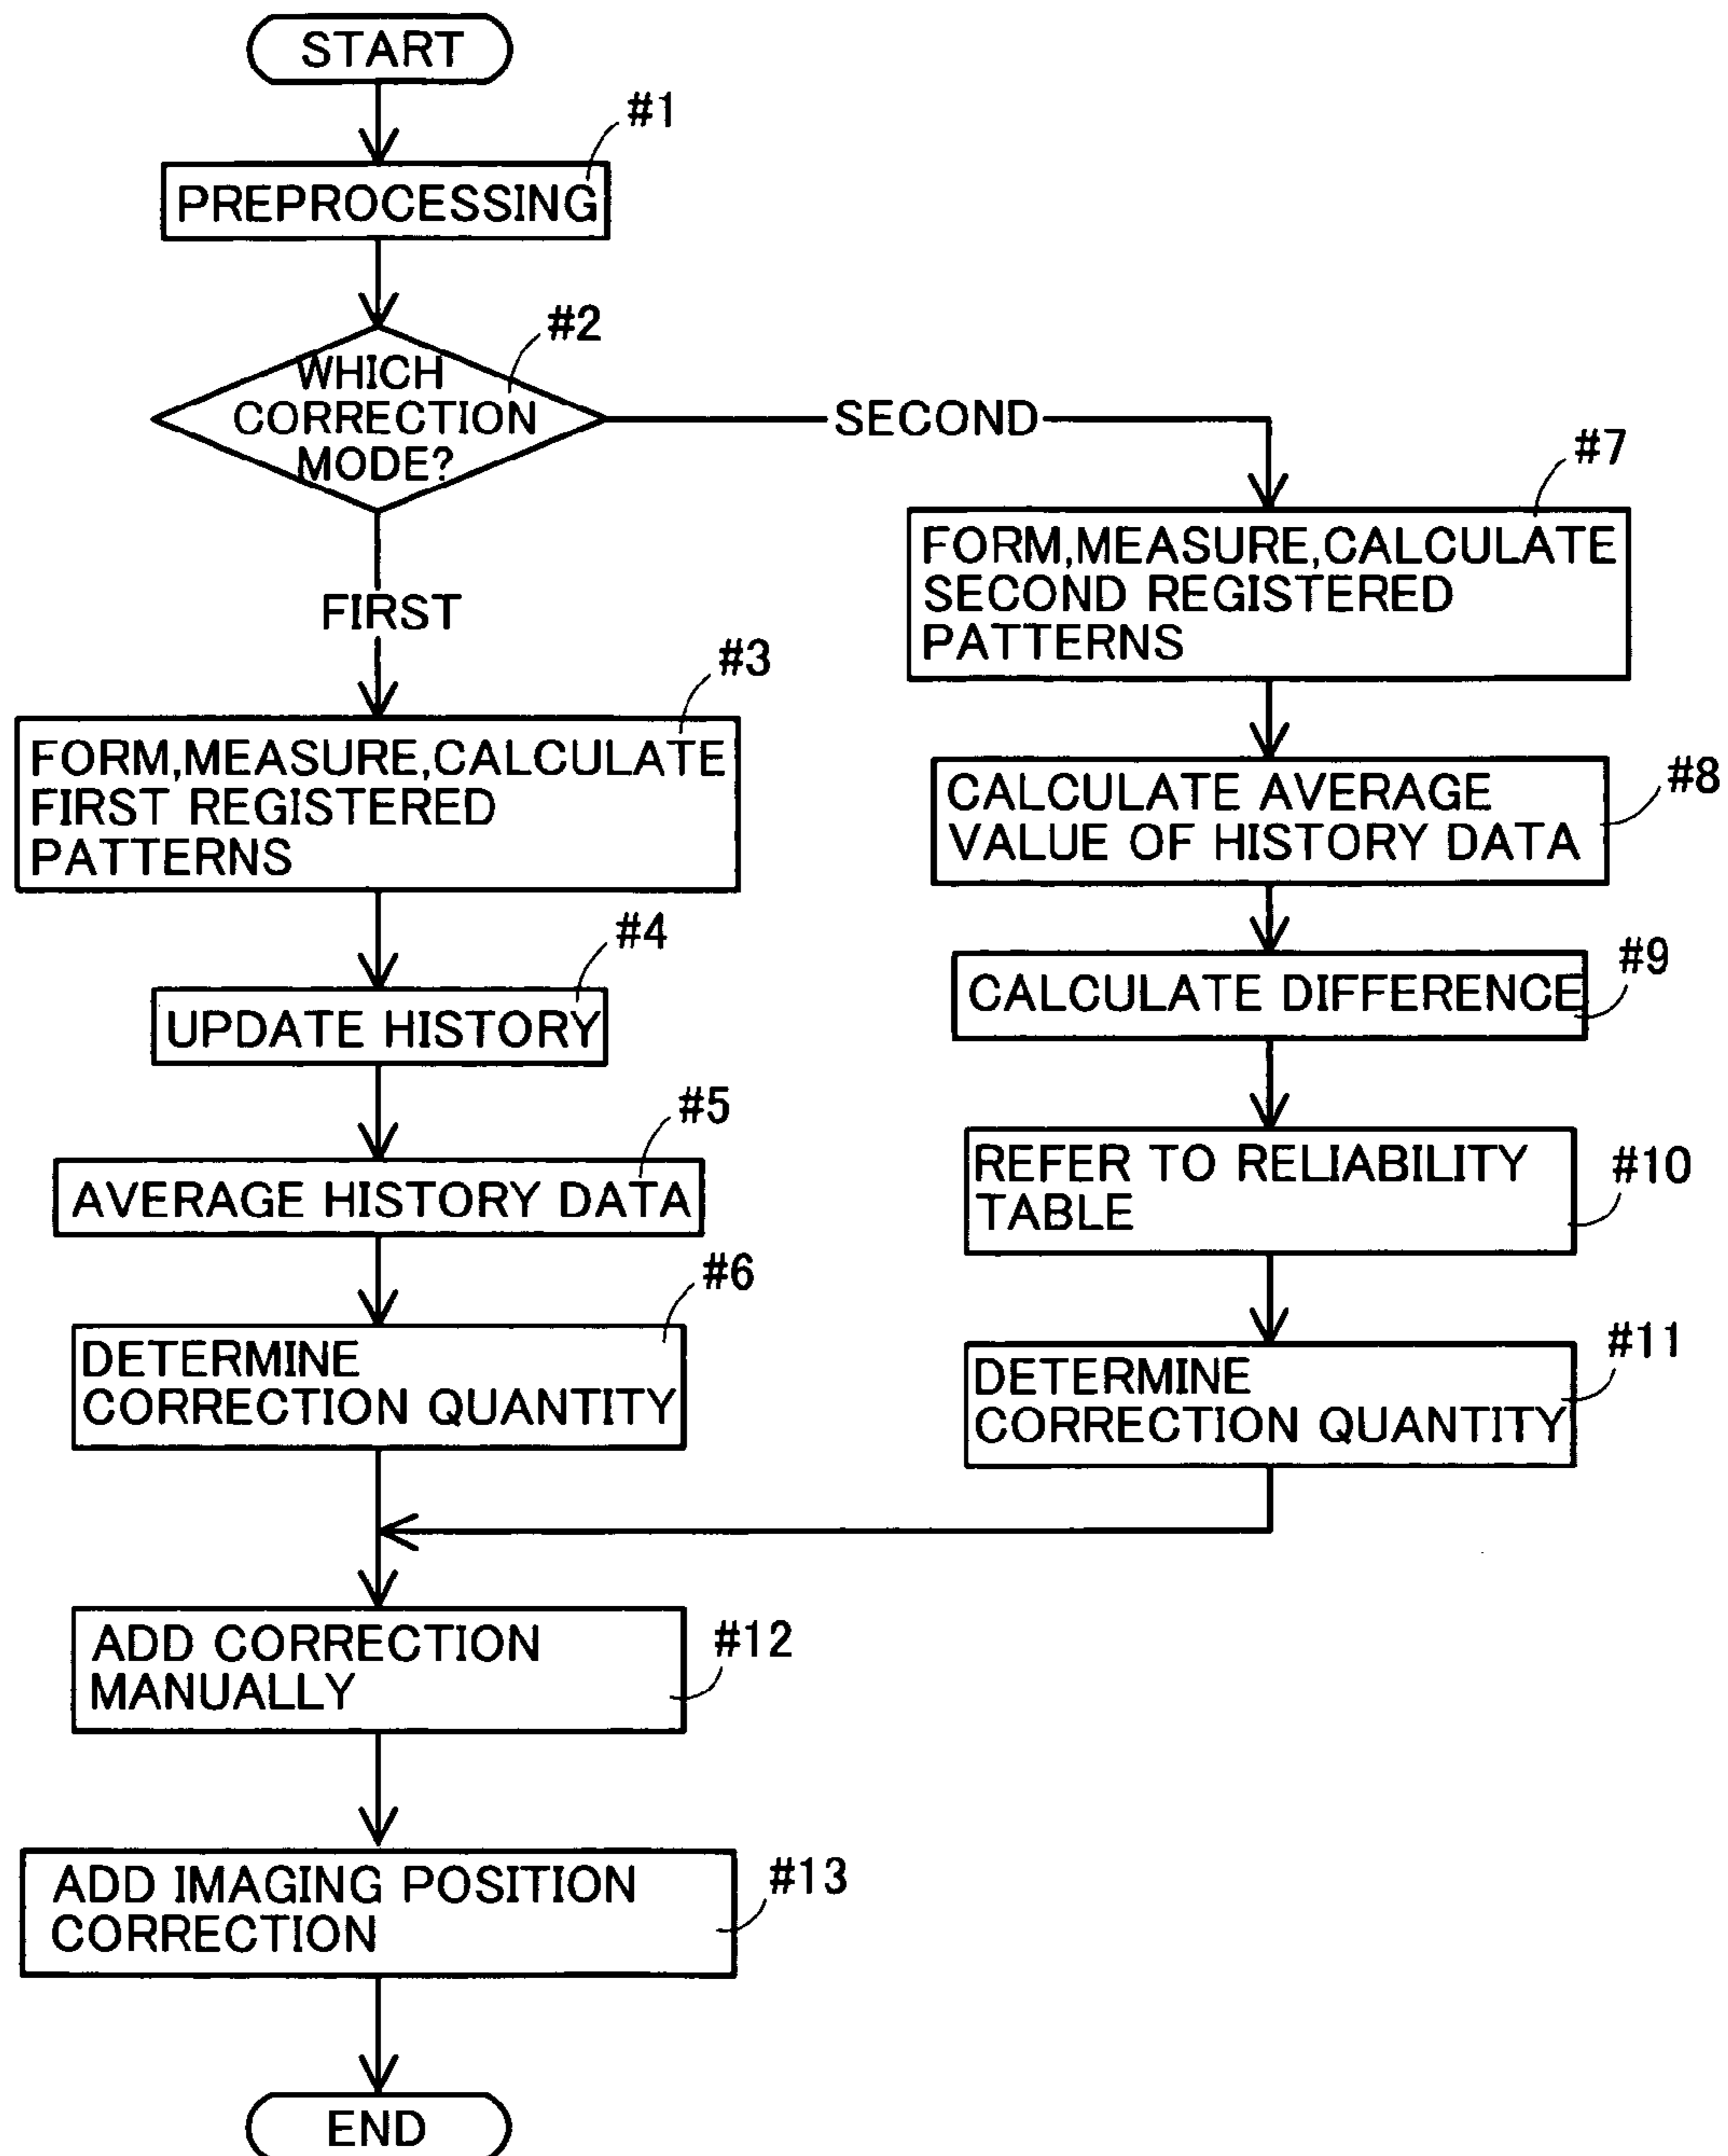 START
#1
PREPROCESSING
#2
WHICH
CORRECTION
MODE?
SECOND
FIRST
#3
FORM,MEASURE,CALCULATE
FIRST REGISTERED
PATTERNS
#4
UPDATE HISTORY
#5
AVERAGE HISTORY DATA
#6
DETERMINE
CORRECTION QUANTITY
#7
FORM,MEASURE,CALCULATE
SECOND REGISTERED
PATTERNS
#8
CALCULATE AVERAGE
VALUE OF HISTORY DATA
#9
CALCULATE DIFFERENCE
#10
REFER TO RELIABILITY
TABLE
#11
DETERMINE
CORRECTION QUANTITY
#12
ADD CORRECTION
MANUALLY
#13
ADD IMAGING POSITION
CORRECTION
END